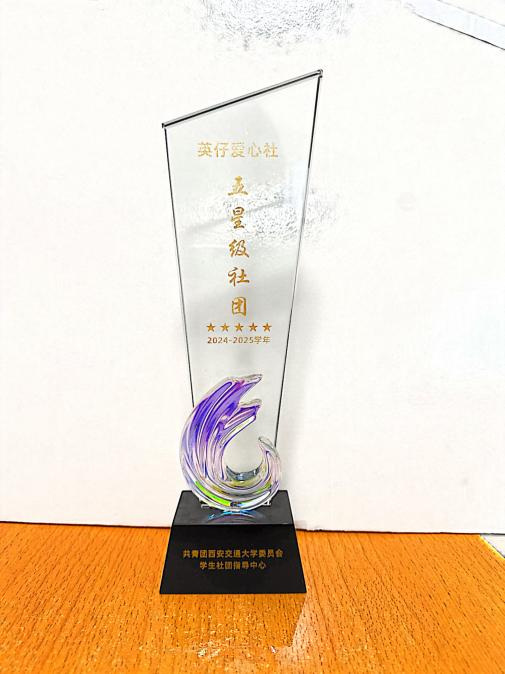 英仔爱心社
五星级社团
★★★★★
2024-2025学年
共青团西安交通大学委员会
学生社团指导中心